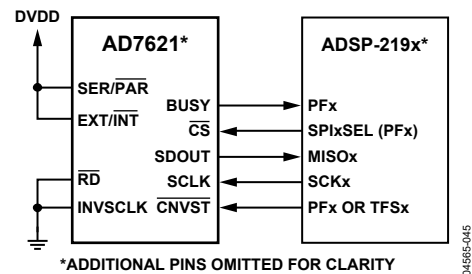 DVDD
AD7621*
ADSP-219x*
SER/PAR
BUSY
PFx
EXT/INT
CS
SPIxSEL (PFx)
SDOUT
MISOx
RD
SCLK
SCKx
INVSCLK
CNVST
PFx OR TFSx
*ADDITIONAL PINS OMITTED FOR CLARITY
04565-045